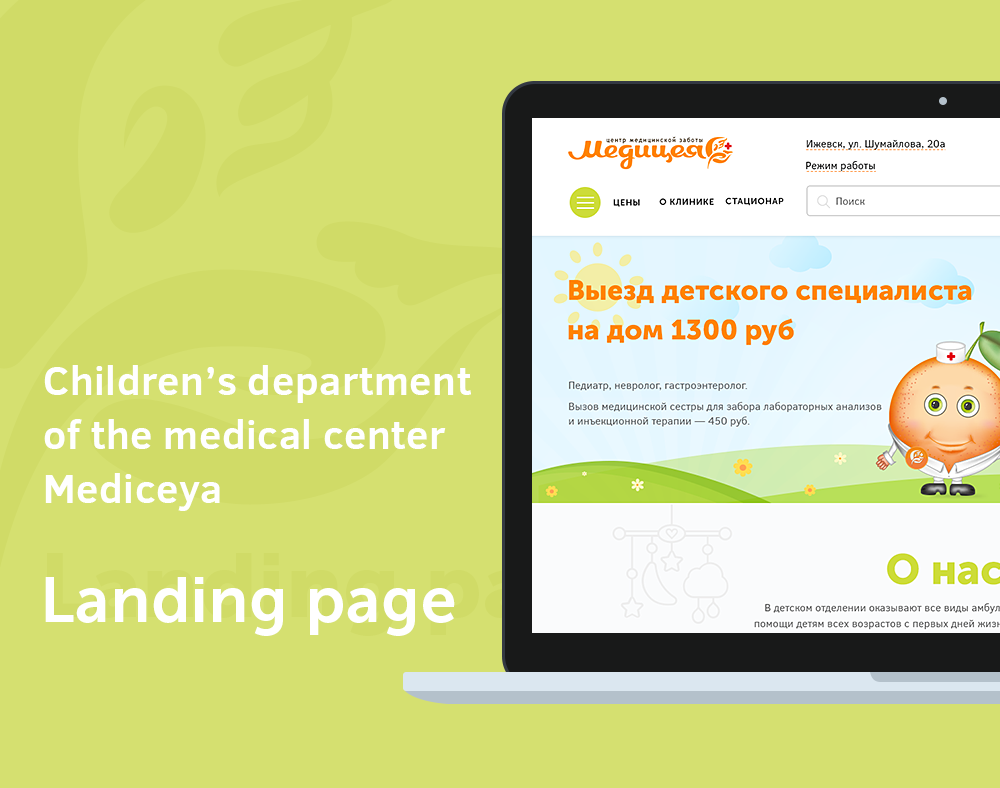 Children's department
of the medical center
Mediceya
Landing page
центр медицинской заботы
Медицея
Ижевск, ул. Шумайлова, 20а
Режим работы
ЦЕНЫ О КЛИНИКЕ СТАЦИОНАР
Поиск
Выезд детского специалиста
на дом 1300 руб
Педиатр, невролог, гастроэнтеролог.
Вызов медицинской сестры для забора лабораторных анализов
и инъекционной терапии — 450 руб.
О нас
В детском отделении оказывают все виды амбул
помощи детям всех возрастов с первых дней жизн